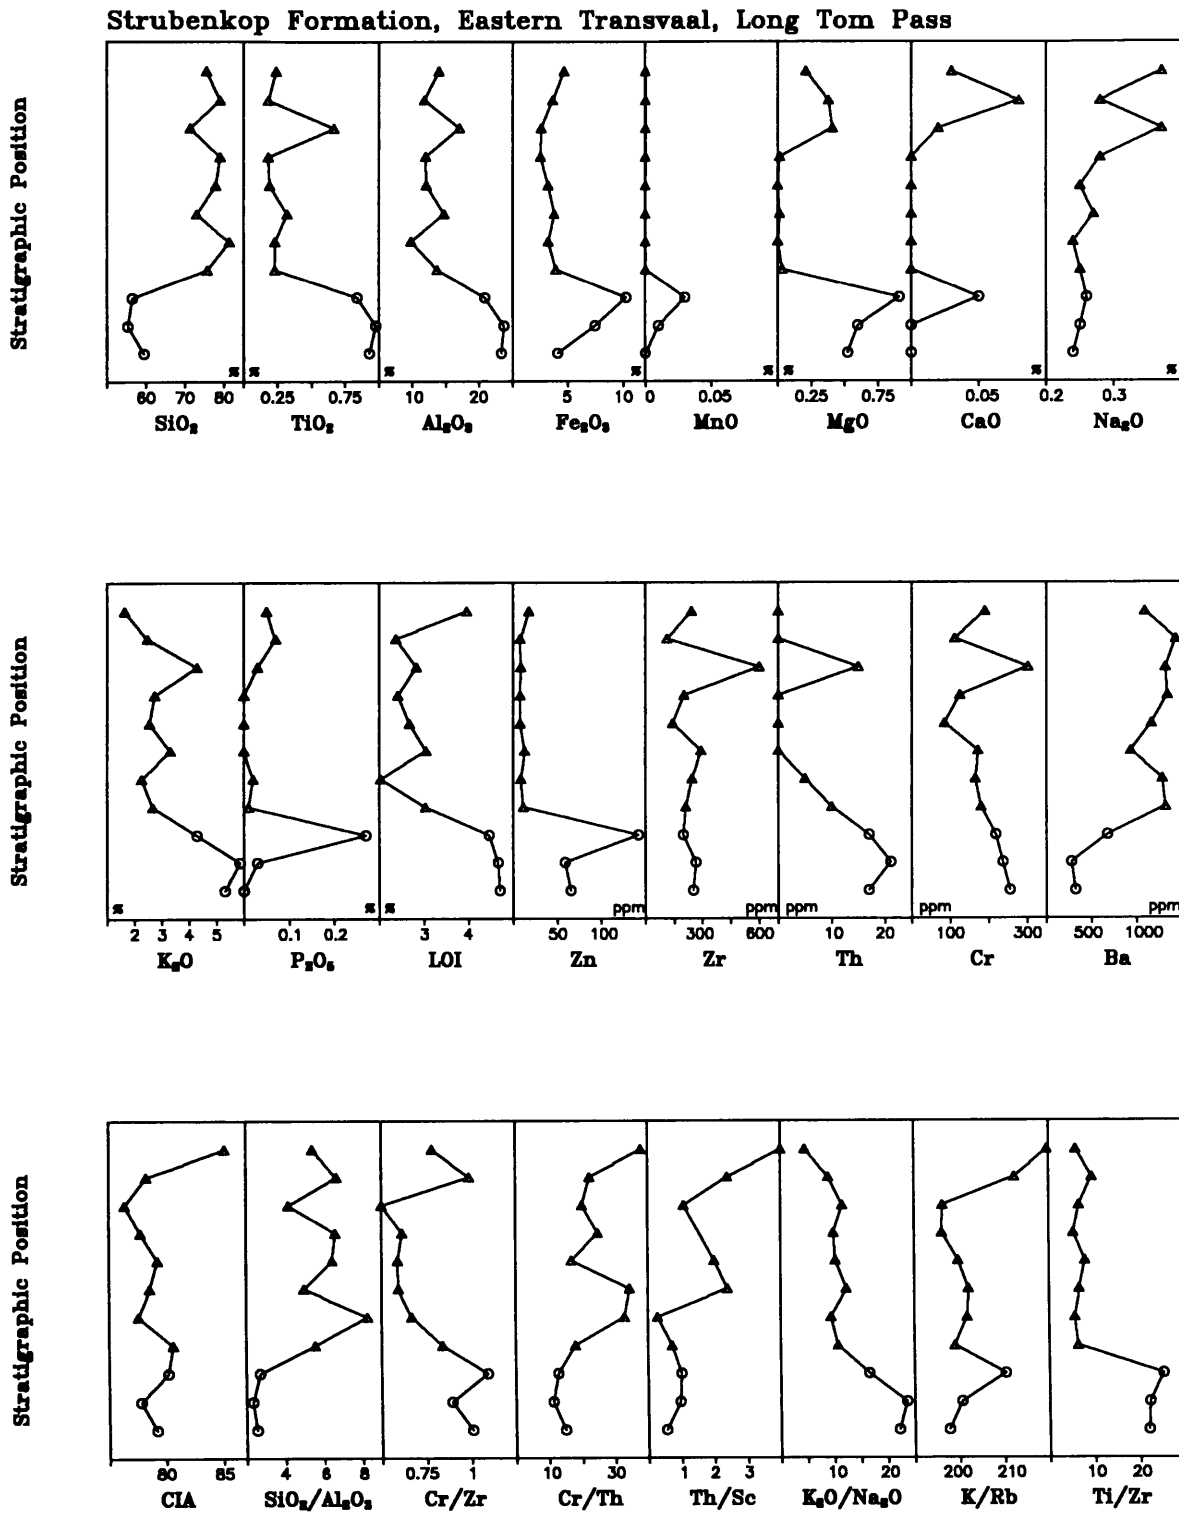 Strubenkop Formation, Eastern Transvaal, Long Tom Pass
Stratigraphic Position
% % % % % % % %
60 70 80 0.25 0.75 10 20 5 10 0 0.05 0.25 0.75 0.05 0.2 0.3
SiO₂ TiO₂ Al₂O₃ Fe₂O₃ MnO MgO CaO Na₂O
Stratigraphic Position
% % % ppm ppm ppm ppm ppm
2 3 4 5 0.1 0.2 3 4 50 100 300 600 10 20 100 300 500 1000
K₂O P₂O₅ LOI Zn Zr Th Cr Ba
Stratigraphic Position
80 85 4 6 8 0.75 1 10 30 1 2 3 10 20 200 210 10 20
CIA SiO₂/Al₂O₃ Cr/Zr Cr/Th Th/Sc K₂O/Na₂O K/Rb Ti/Zr